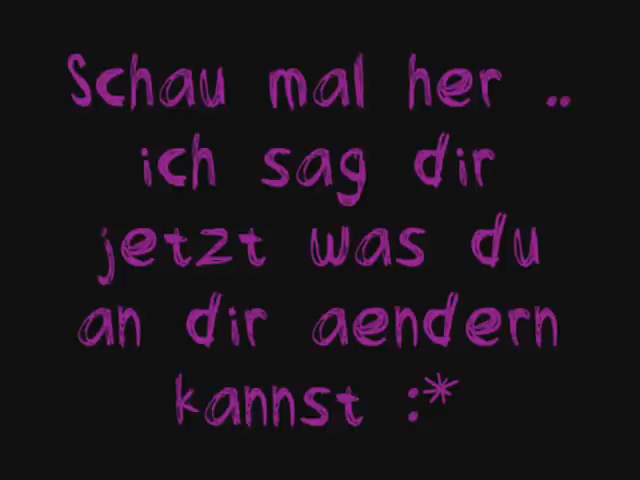 Schau mal her ..
ich sag dir
jetzt was du
an dir aendern
kannst :*